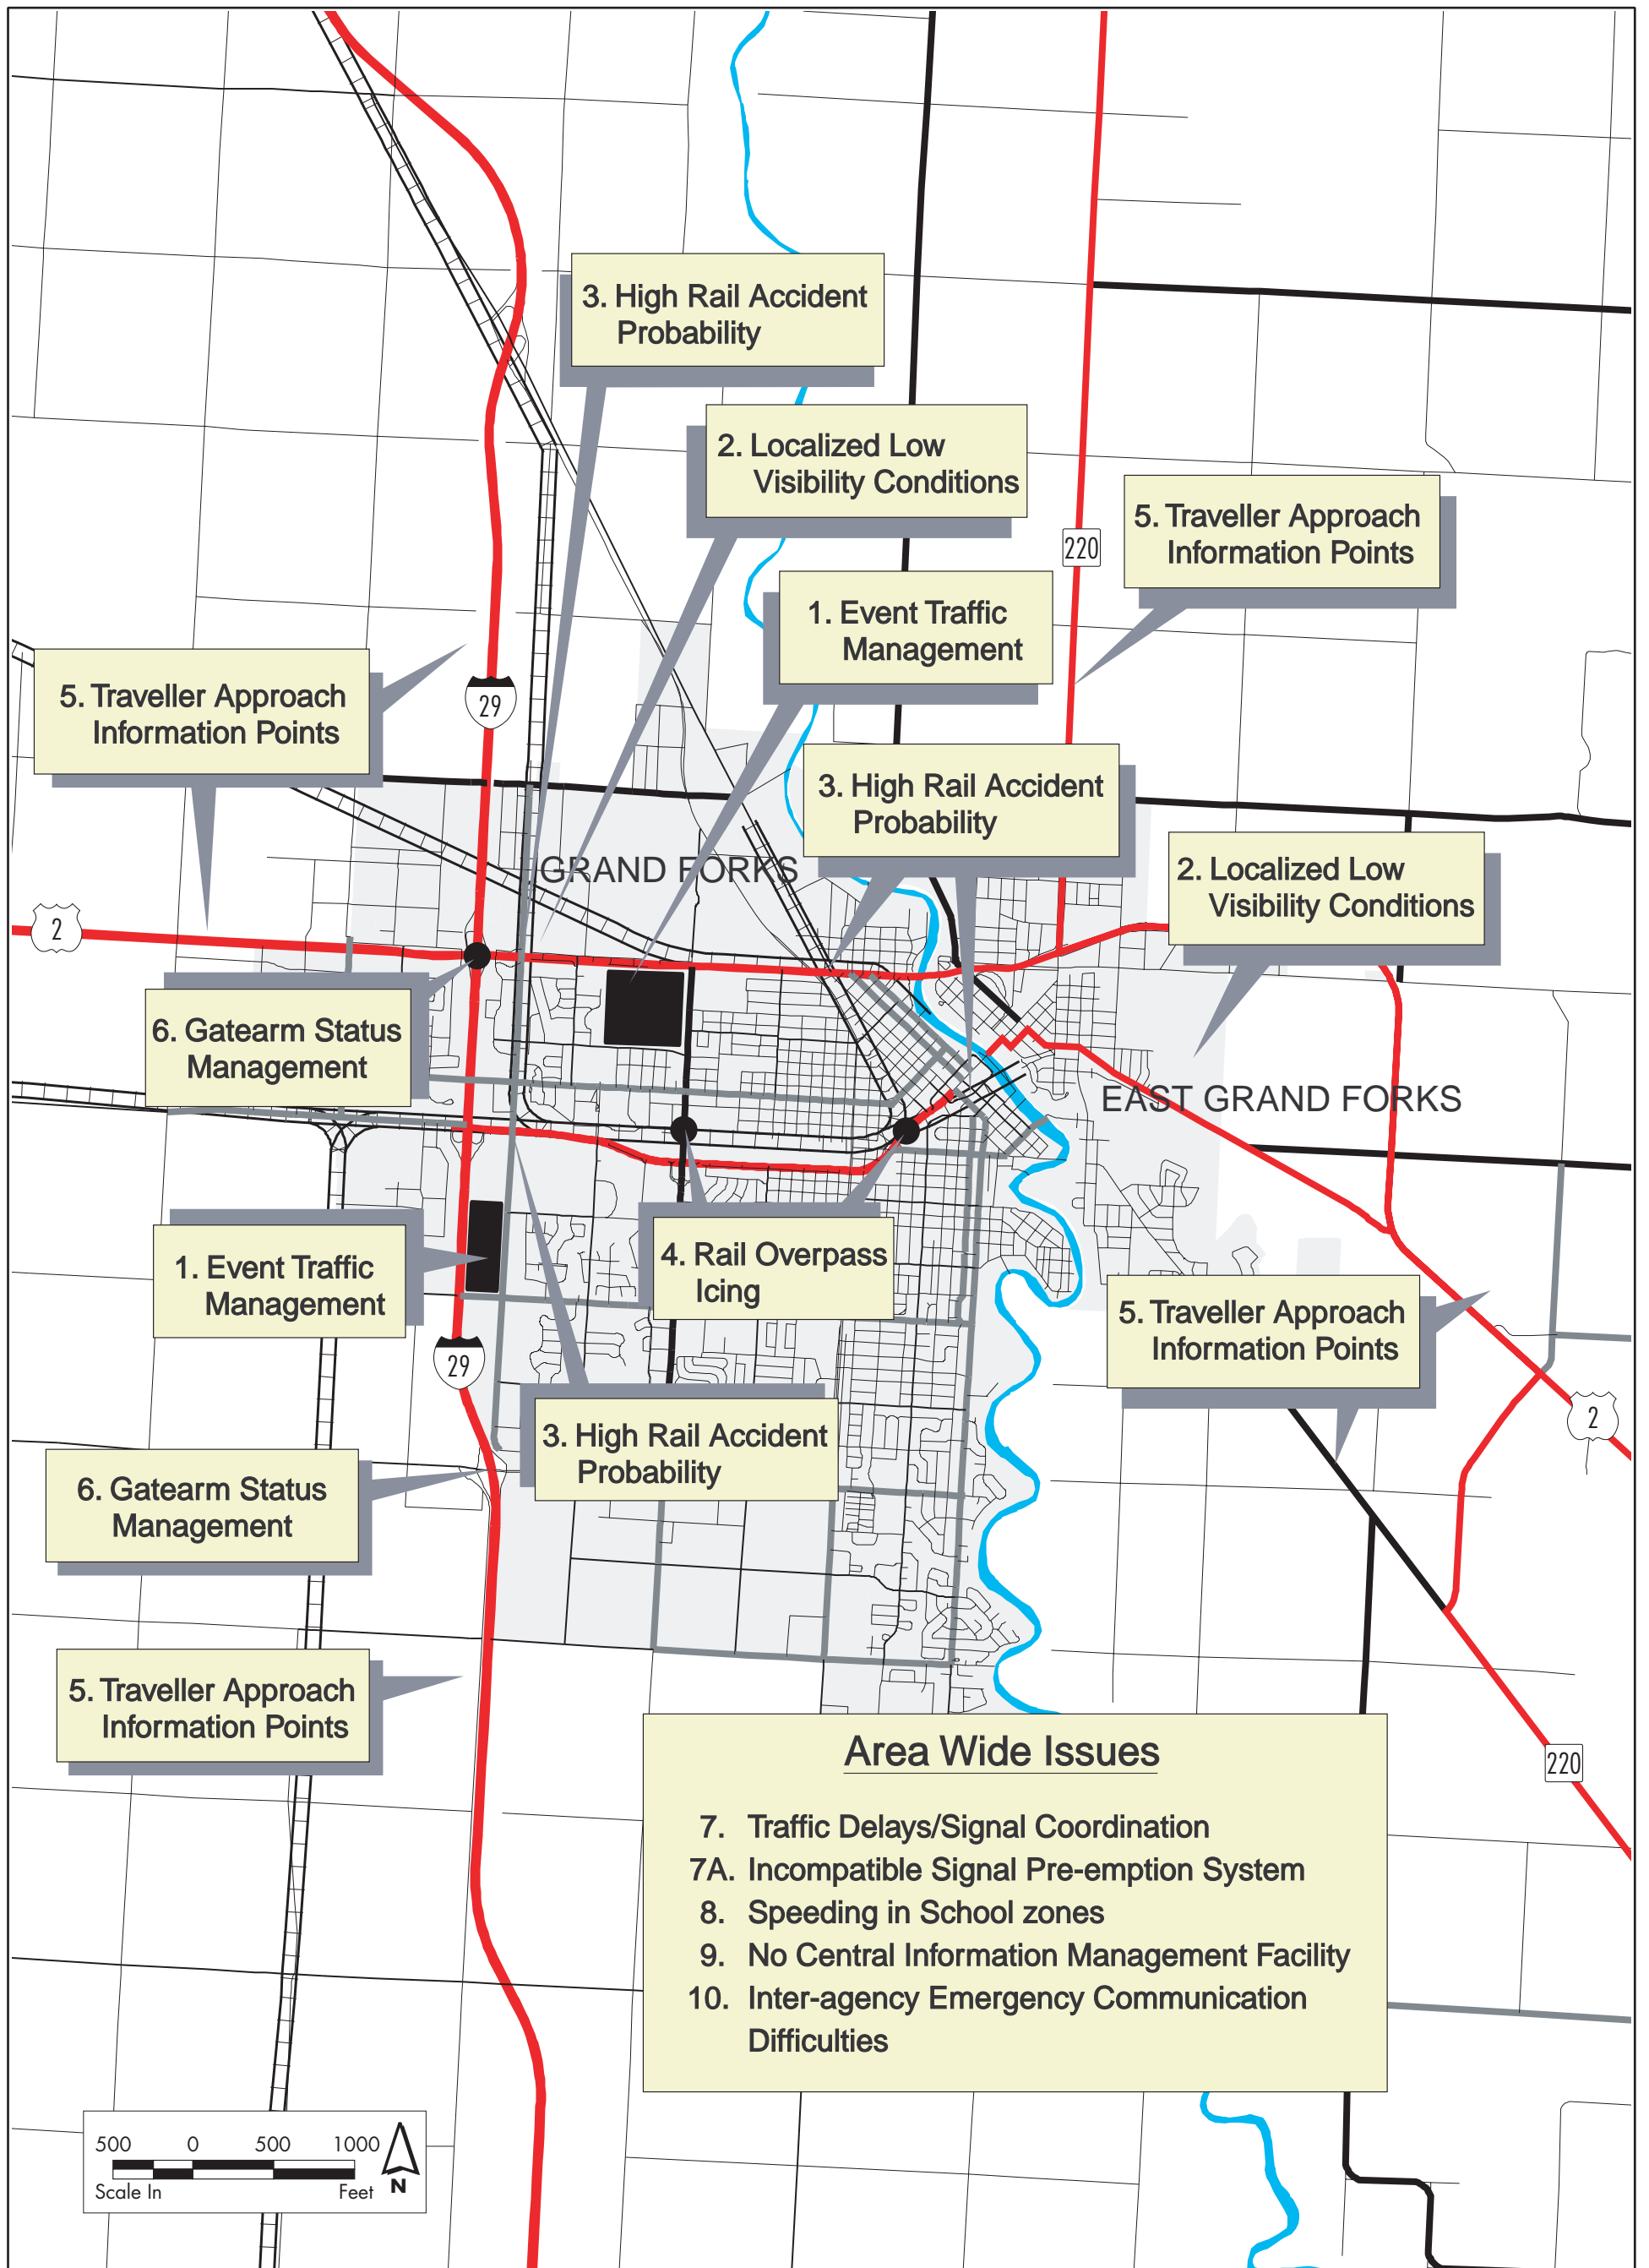 3. High Rail Accident
Probability
2. Localized Low
Visibility Conditions
5. Traveller Approach
Information Points
220
1. Event Traffic
Management
5. Traveller Approach
Information Points
29
3. High Rail Accident
Probability
GRAND FORKS
2. Localized Low
Visibility Conditions
2
6. Gatearm Status
Management
EAST GRAND FORKS
1. Event Traffic
Management
4. Rail Overpass
Icing
5. Traveller Approach
Information Points
29
2
3. High Rail Accident
Probability
6. Gatearm Status
Management
5. Traveller Approach
Information Points
220
Area Wide Issues
7. Traffic Delays/Signal Coordination
7A. Incompatible Signal Pre-emption System
8. Speeding in School zones
9. No Central Information Management Facility
10. Inter-agency Emergency Communication
Difficulties
500 0 500 1000
Scale In Feet
N